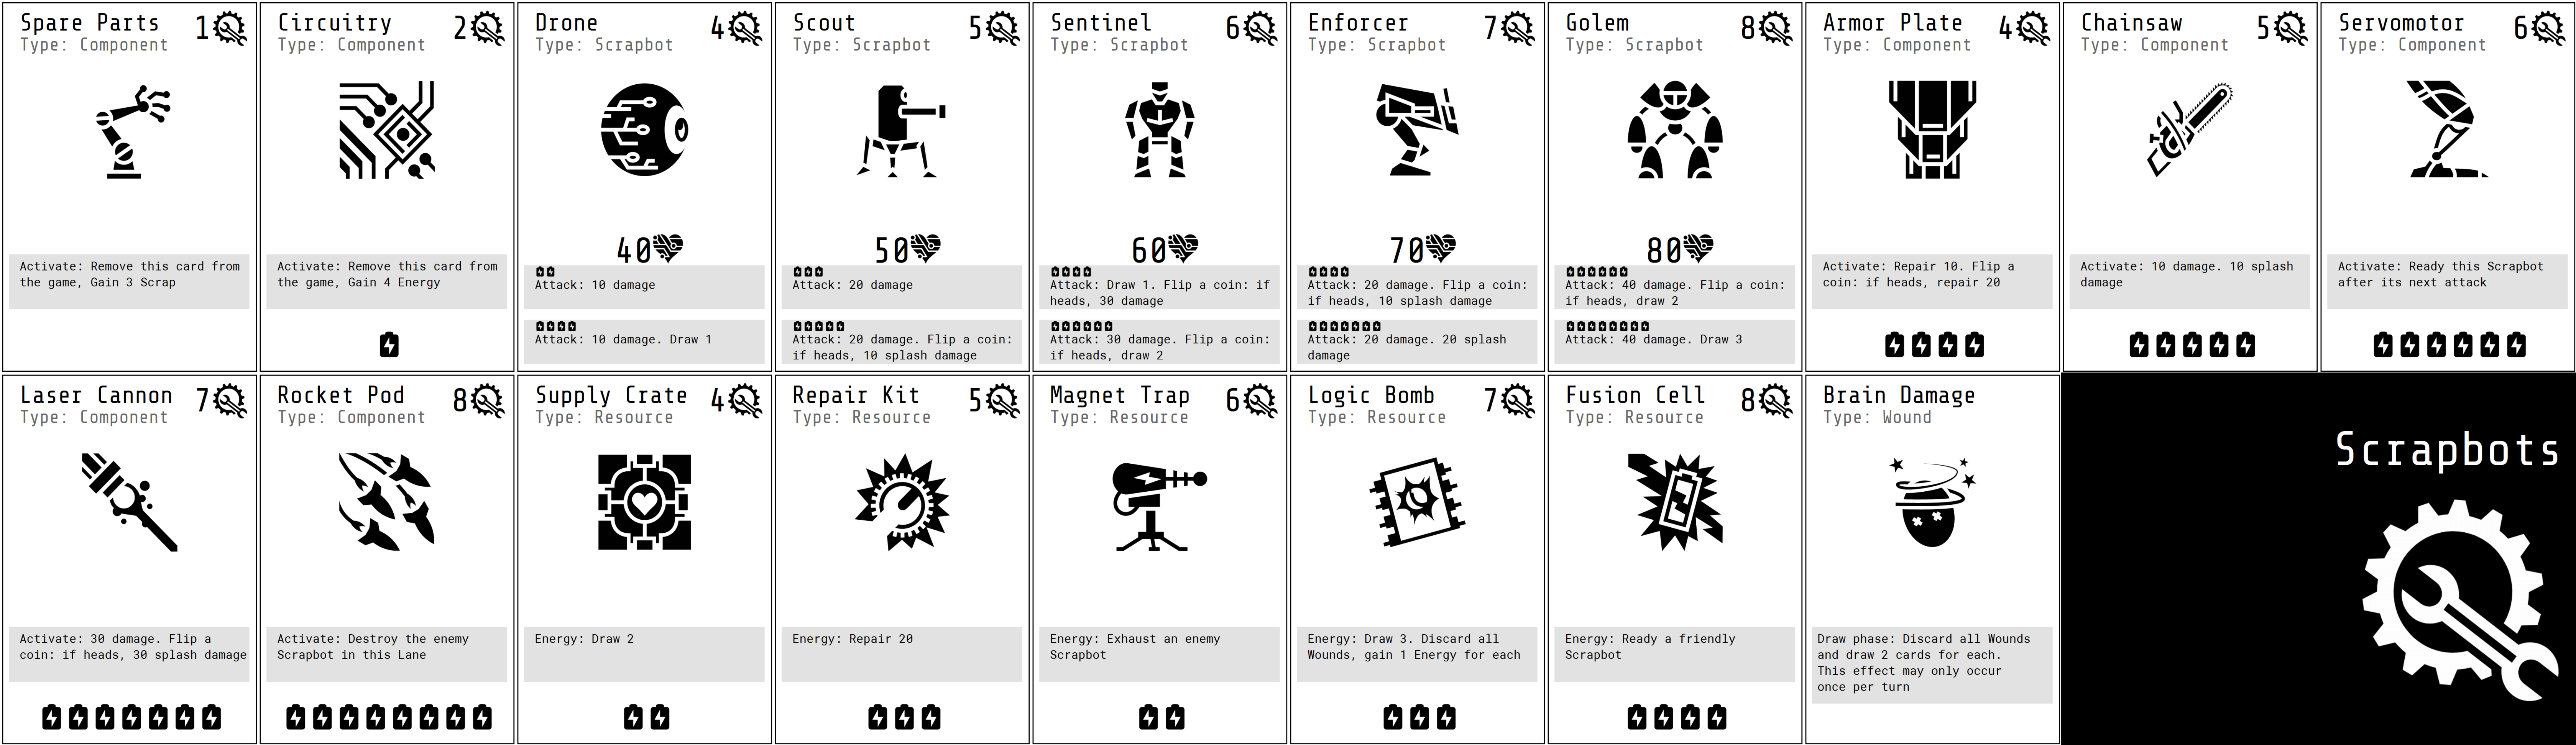 Spare Parts 1
Type: Component
Activate: Remove this card from
the game, Gain 3 Scrap
Circuitry 2
Type: Component
Activate: Remove this card from
the game, Gain 4 Energy
Drone 4
Type: Scrapbot
40
Attack: 10 damage
Attack: 10 damage. Draw 1
Scout 5
Type: Scrapbot
50
Attack: 20 damage
Attack: 20 damage. Flip a coin:
if heads, 10 splash damage
Sentinel 6
Type: Scrapbot
60
Attack: Draw 1. Flip a coin: if
heads, 30 damage
Attack: 30 damage. Flip a coin:
if heads, draw 2
Enforcer 7
Type: Scrapbot
70
Attack: 20 damage. Flip a coin:
if heads, 10 splash damage
Attack: 20 damage. 20 splash
damage
Golem 8
Type: Scrapbot
80
Attack: 40 damage. Flip a coin:
if heads, draw 2
Attack: 40 damage. Draw 3
Armor Plate 4
Type: Component
Activate: Repair 10. Flip a
coin: if heads, repair 20
Chainsaw 5
Type: Component
Activate: 10 damage. 10 splash
damage
Servomotor 6
Type: Component
Activate: Ready this Scrapbot
after its next attack
Laser Cannon 7
Type: Component
Activate: 30 damage. Flip a
coin: if heads, 30 splash damage
Rocket Pod 8
Type: Component
Activate: Destroy the enemy
Scrapbot in this Lane
Supply Crate 4
Type: Resource
Energy: Draw 2
Repair Kit 5
Type: Resource
Energy: Repair 20
Magnet Trap 6
Type: Resource
Energy: Exhaust an enemy
Scrapbot
Logic Bomb 7
Type: Resource
Energy: Draw 3. Discard all
Wounds, gain 1 Energy for each
Fusion Cell 8
Type: Resource
Energy: Ready a friendly
Scrapbot
Brain Damage
Type: Wound
Draw phase: Discard all Wounds
and draw 2 cards for each.
This effect may only occur
once per turn
Scrapbots